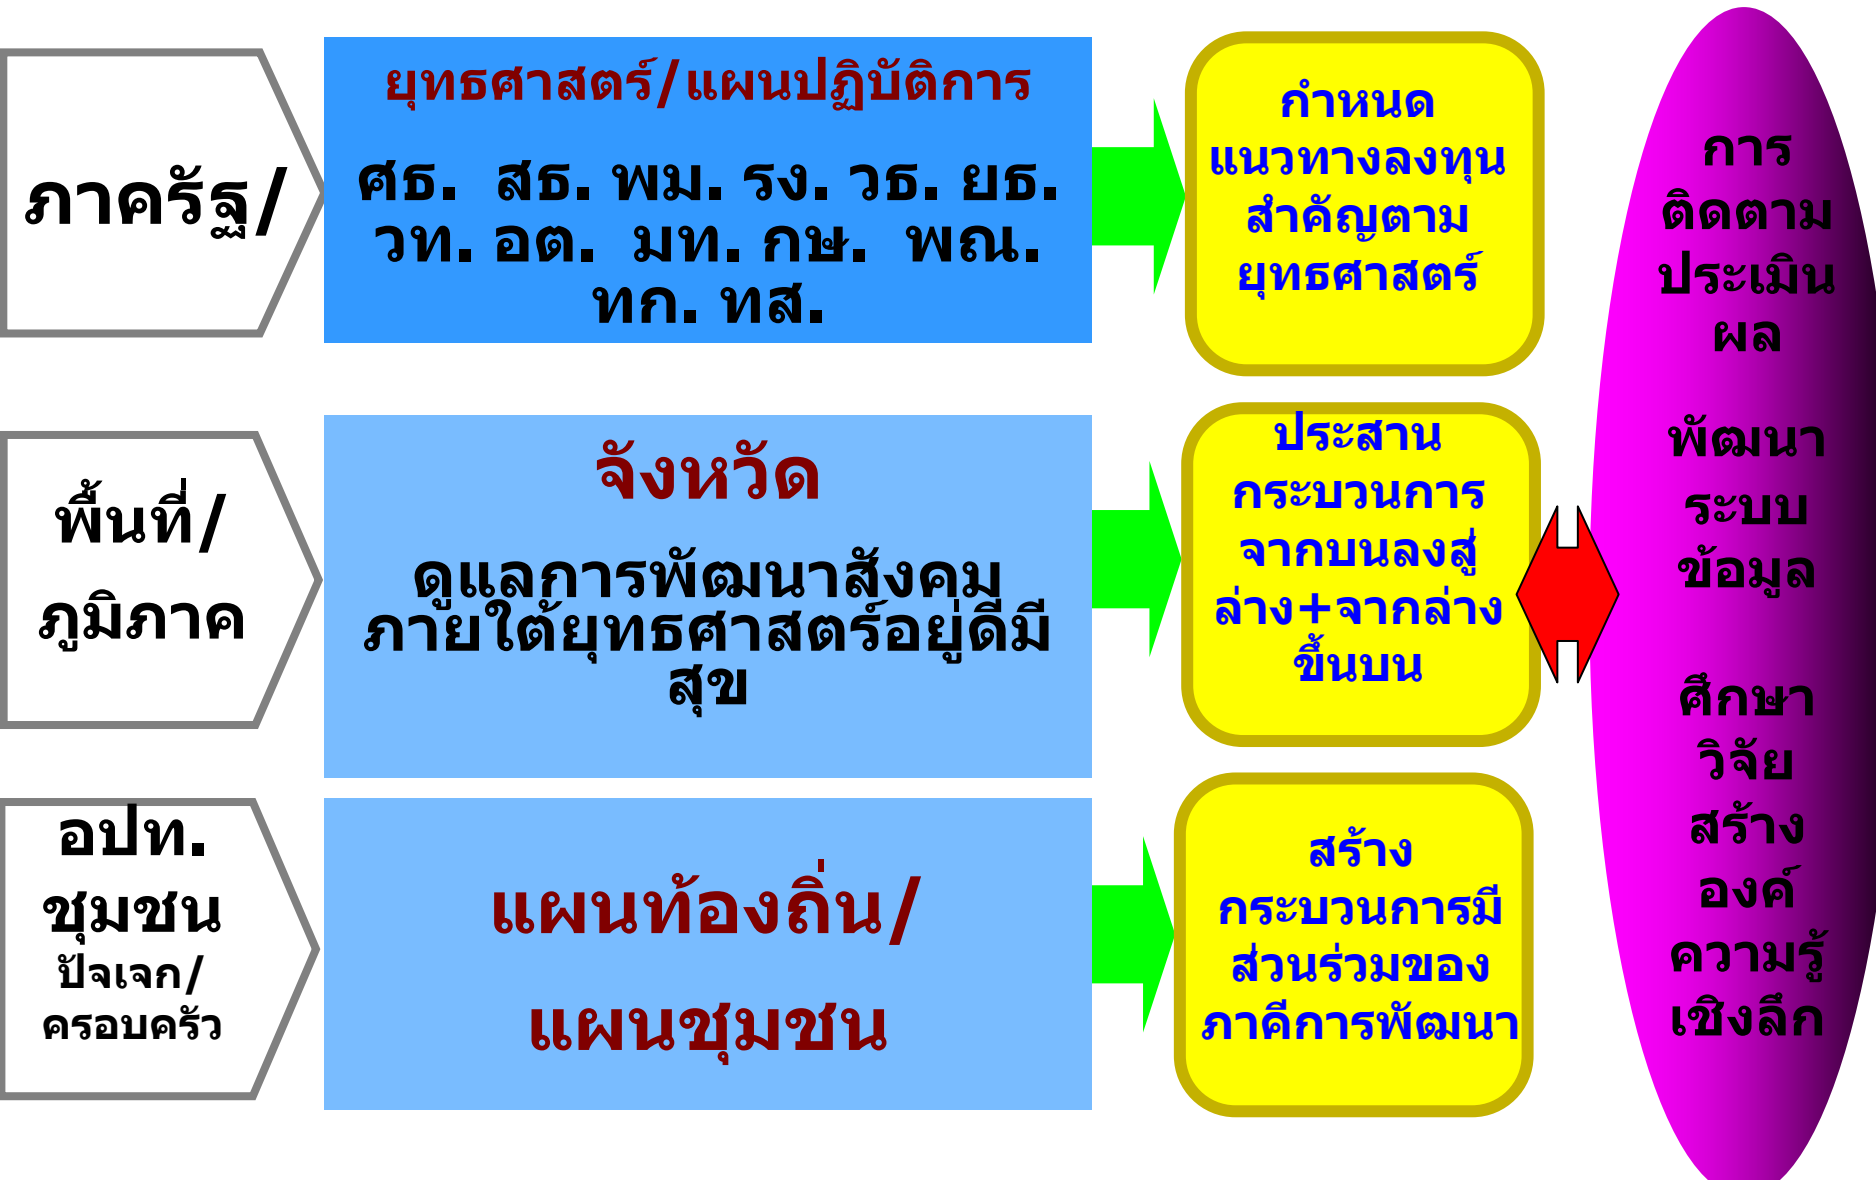 ภาครัฐ/
ยุทธศาสตร์/แผนปฏิบัติการ
ศธ. สธ. พม. รง. วธ. ยธ.
วท. อต. มท. กษ. พณ.
ทก. ทส.
กำหนด
แนวทางลงทุน
สำคัญตาม
ยุทธศาสตร์
พื้นที่/
ภูมิภาค
จังหวัด
ดูแลการพัฒนาสังคม
ภายใต้ยุทธศาสตร์อยู่ดีมี
สุข
ประสาน
กระบวนการ
จากบนลงสู่
ล่าง+จากล่าง
ขึ้นบน
อปท.
ชุมชน
ปัจเจก/
ครอบครัว
แผนท้องถิ่น/
แผนชุมชน
สร้าง
กระบวนการมี
ส่วนร่วมของ
ภาคีการพัฒนา
การ
ติดตาม
ประเมิน
ผล
พัฒนา
ระบบ
ข้อมูล
ศึกษา
วิจัย
สร้าง
องค์
ความรู้
เชิงลึก